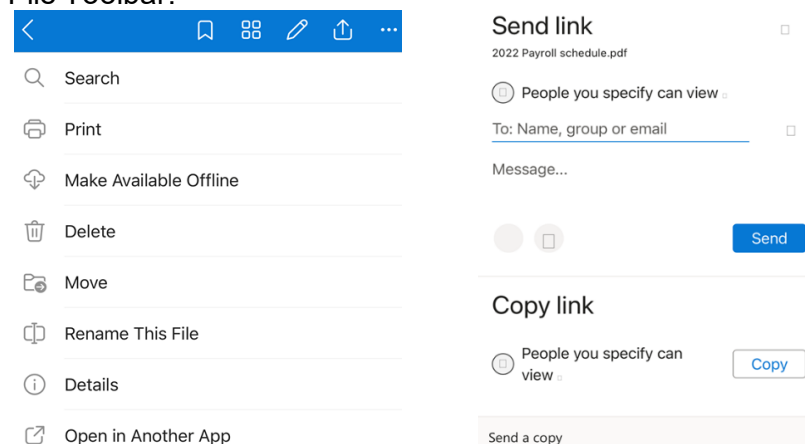 File Toolbar:
Search
Print
Make Available Offline
Delete
Move
Rename This File
Details
Open in Another App
Send link
2022 Payroll schedule.pdf
People you specify can view
To: Name, group or email
Message...
Send
Copy link
People you specify can
view
Copy
Send a copy